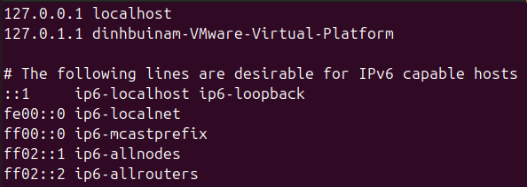 127.0.0.1 localhost
127.0.1.1 dinhbuinam-VMware-Virtual-Platform

# The following lines are desirable for IPv6 capable hosts
::1     ip6-localhost ip6-loopback
fe00::0 ip6-localnet
ff00::0 ip6-mcastprefix
ff02::1 ip6-allnodes
ff02::2 ip6-allrouters